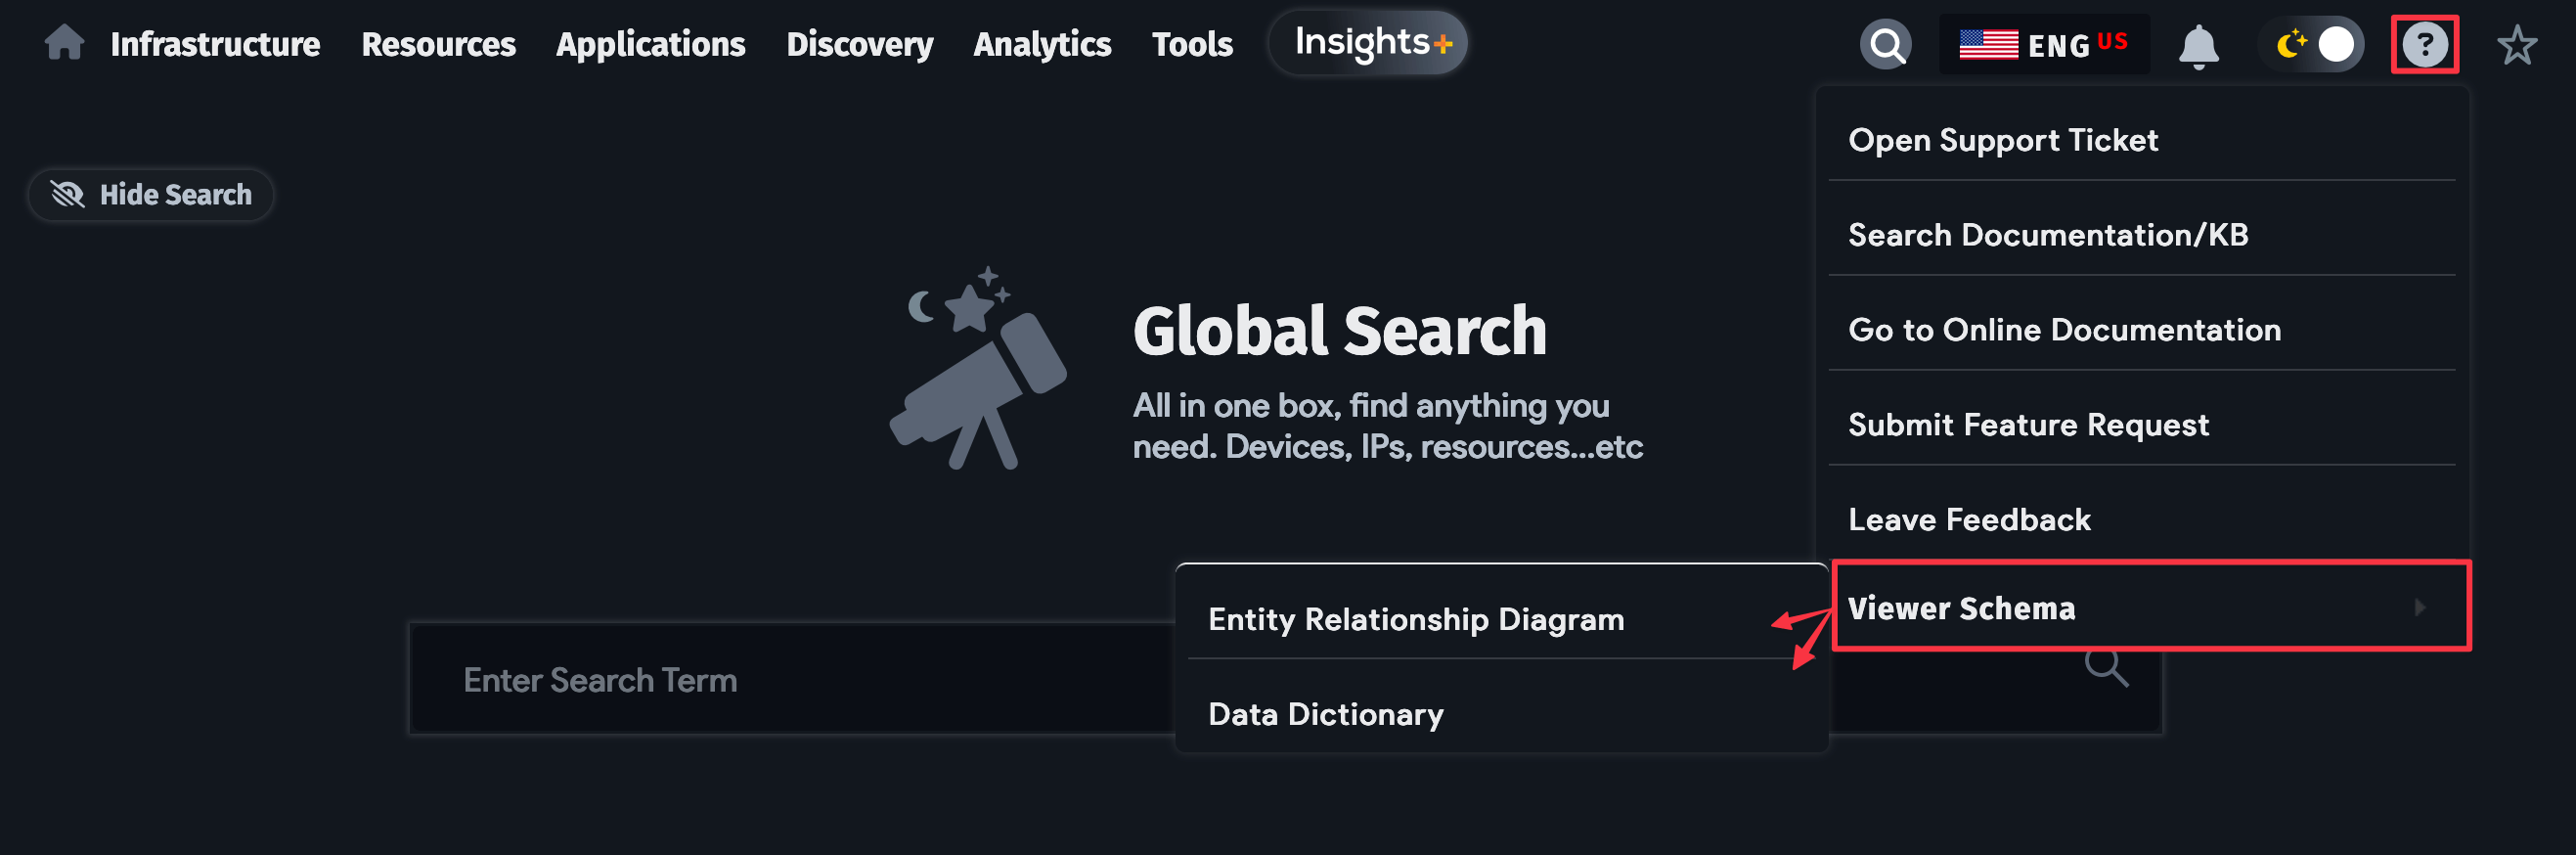 Infrastructure
Resources
Applications
Discovery
Analytics
Tools
Insights+
ENG US
?
Hide Search
Global Search
All in one box, find anything you
need. Devices, IPs, resources...etc
Enter Search Term
Open Support Ticket
Search Documentation/KB
Go to Online Documentation
Submit Feature Request
Leave Feedback
Viewer Schema
Entity Relationship Diagram
Data Dictionary